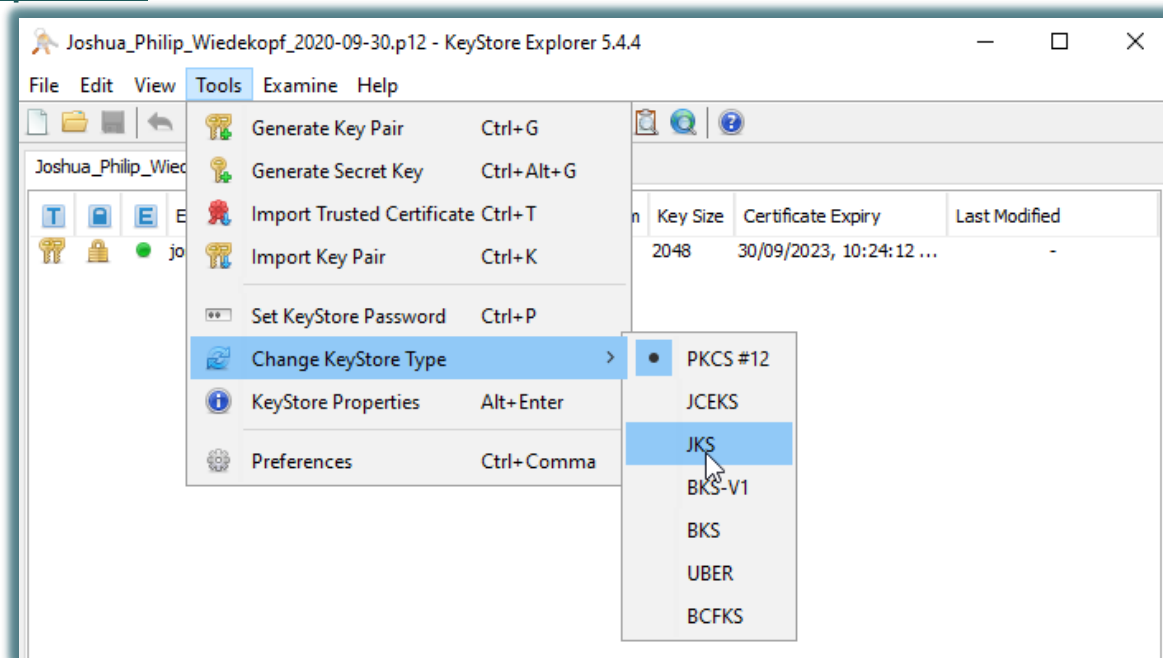 Joshua_Philip_Wiedekopf_2020-09-30.p12 - KeyStore Explorer 5.4.4
File Edit View Tools Examine Help
Joshua_Philip_Wied
T E E n Key Size Certificate Expiry Last Modified
jo 2048 30/09/2023, 10:24:12 ... -
Generate Key Pair Ctrl+G
Generate Secret Key Ctrl+Alt+G
Import Trusted Certificate Ctrl+T
Import Key Pair Ctrl+K
Set KeyStore Password Ctrl+P
Change KeyStore Type
KeyStore Properties Alt+Enter
Preferences Ctrl+Comma
PKCS #12
JCEKS
JKS
BKS-V1
BKS
UBER
BCFKS